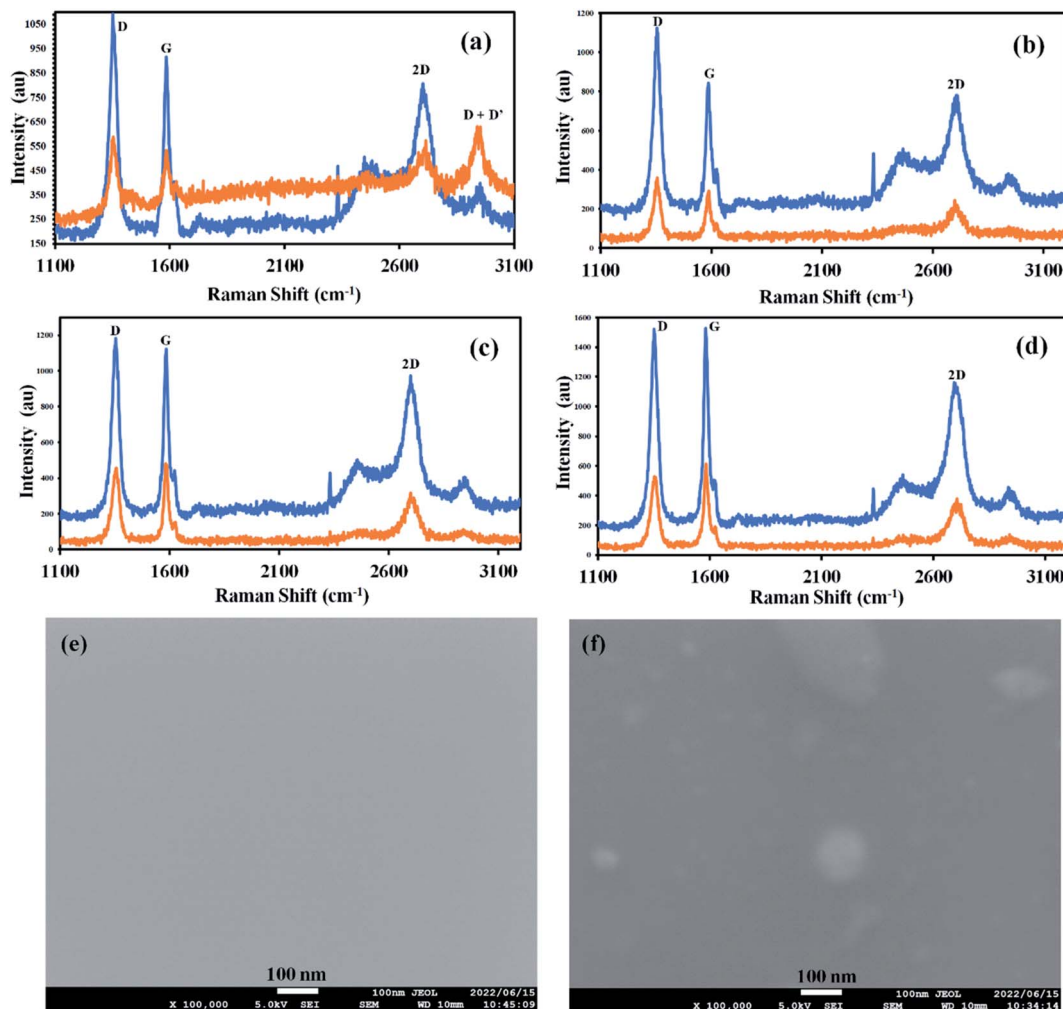 (a)
D
G
2D
D + D'
Intensity (au)
1050
950
850
750
650
550
450
350
250
150
1100 1600 2100 2600 3100
Raman Shift (cm-1)
(b)
D
G
2D
Intensity (au)
1200
1000
800
600
400
200
0
1100 1600 2100 2600 3100
Raman Shift (cm-1)
(c)
D
G
2D
Intensity (au)
1200
1000
800
600
400
200
0
1100 1600 2100 2600 3100
Raman Shift (cm-1)
(d)
D
G
2D
Intensity (au)
1600
1400
1200
1000
800
600
400
200
0
1100 1600 2100 2600 3100
Raman Shift (cm-1)
(e)
100 nm
100nm JEOL 2022/06/15
X 100,000 5.0kV SEI SEM WD 10mm 10:45:09
(f)
100 nm
100nm JEOL 2022/06/15
X 100,000 5.0kV SEI SEM WD 10mm 10:34:14